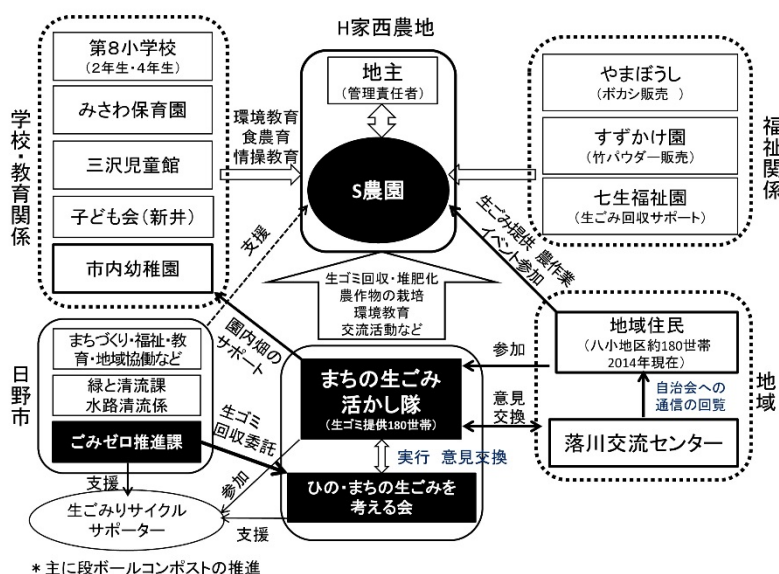 H家西農地
地主
(管理責任者)
S農園
学校・教育関係
第8小学校
(2年生・4年生)
みさわ保育園
三沢児童館
子ども会(新井)
市内幼稚園
環境教育
食農育
情操教育
福祉関係
やまぼうし
(ボカシ販売 )
すずかけ園
(竹パウダー販売)
七生福祉園
(生ごみ回収サポート)
支援
生ごみ提供 農作業
イベント参加
生ゴミ回収・堆肥化
農作物の栽培
環境教育
交流活動など
園内畑の
サポート
日野市
まちづくり・福祉・教
育・地域協働など
緑と清流課
水路清流係
ごみゼロ推進課
生ゴミ
回収委託
まちの生ごみ
活かし隊
(生ゴミ提供180世帯)
参加
意見
交換
地域
地域住民
(八小地区約180世帯
2014年現在)
自治会への
通信の回覧
落川交流センター
実行 意見交換
ひの・まちの生ごみを
考える会
支援
参加
支援
生ごみりサイクル
サポーター
*主に段ボールコンポストの推進